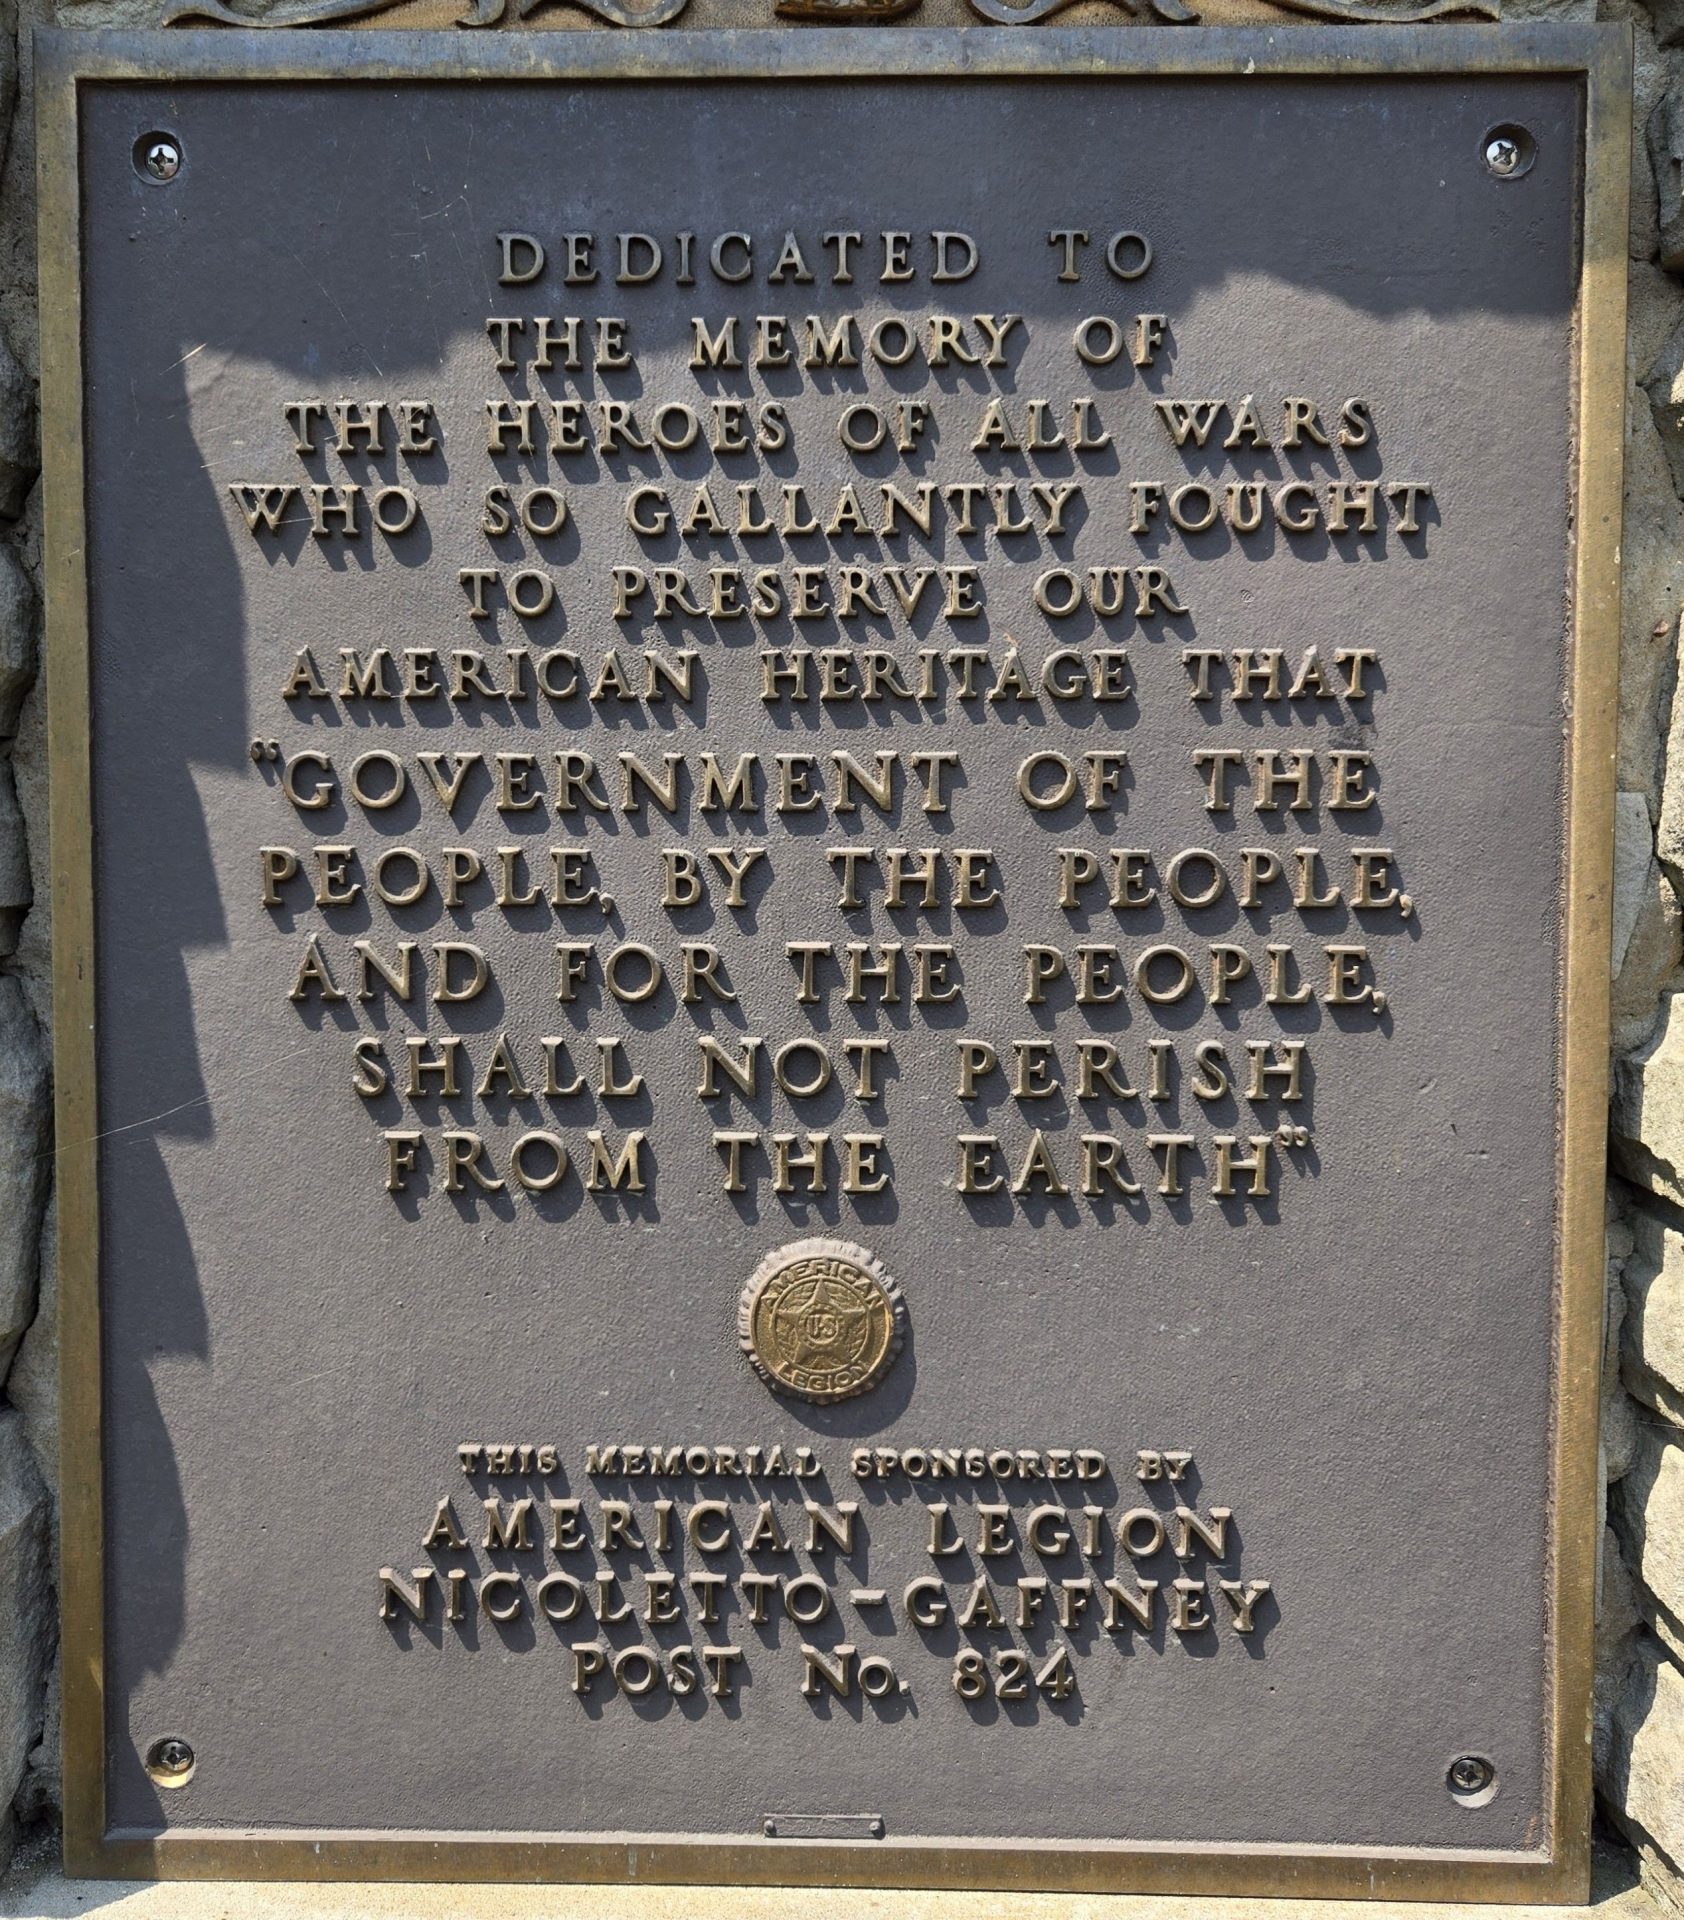 DEDICATED TO
THE MEMORY OF
THE HEROES OF ALL WARS
WHO SO GALLANTLY FOUGHT
TO PRESERVE OUR
AMERICAN HERITAGE THAT
“GOVERNMENT OF THE
PEOPLE, BY THE PEOPLE,
AND FOR THE PEOPLE,
SHALL NOT PERISH
FROM THE EARTH”
AMERICAN
US
LEGION
THIS MEMORIAL SPONSORED BY
AMERICAN LEGION
NICOLETTO-GAFFNEY
POST No. 824